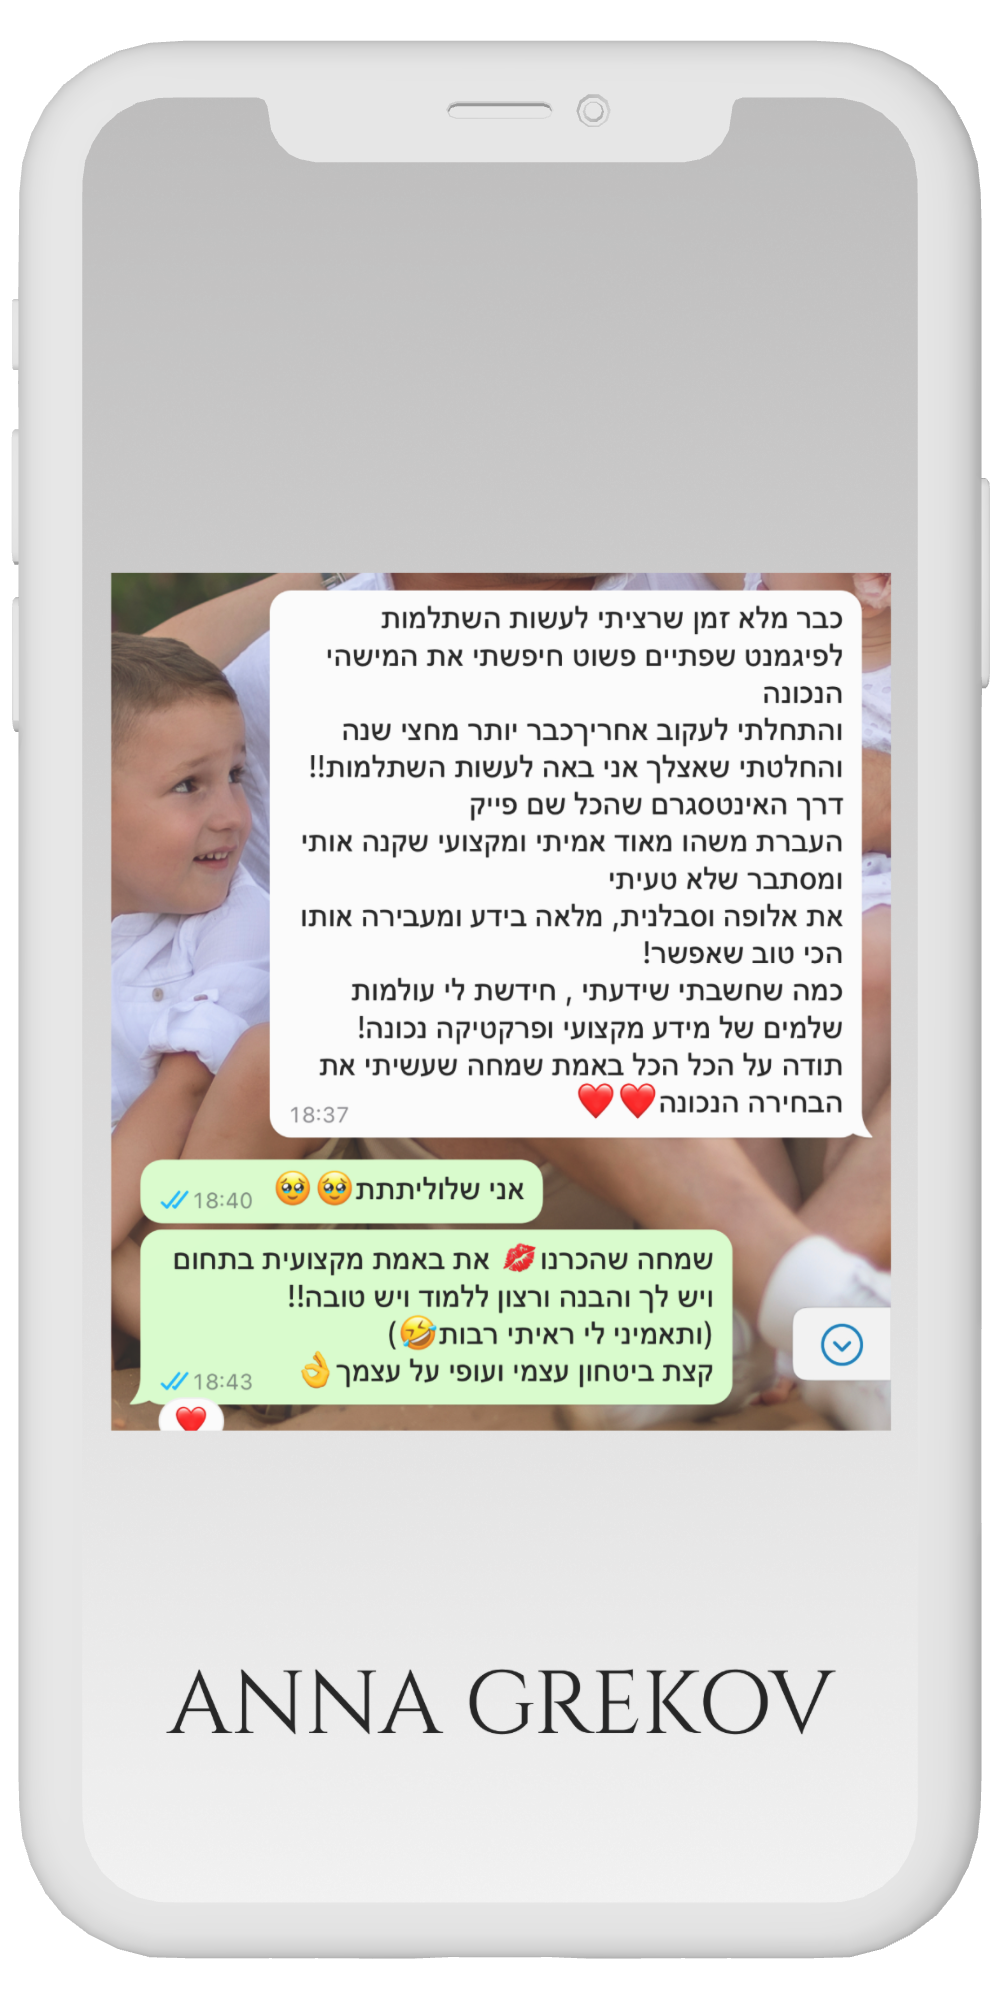 כבר מלא זמן שרציתי לעשות השתלמות
לפיגמנט שפתיים פשוט חיפשתי את המישהי
הנכונה
והתחלתי לעקוב אחריךכבר יותר מחצי שנה
והחלטתי שאצלך אני באה לעשות השתלמות!!
דרך האינטסגרם שהכל שם פייק
העברת משהו מאוד אמיתי ומקצועי שקנה אותי
ומסתבר שלא טעיתי
את אלופה וסבלנית, מלאה בידע ומעבירה אותו
הכי טוב שאפשר!
כמה שחשבתי שידעתי , חידשת לי עולמות
שלמים של מידע מקצועי ופרקטיקה נכונה!
תודה על הכל הכל באמת שמחה שעשיתי את
הבחירה הנכונה❤️❤️
18:37
אני שלוליתתת🥹🥹
18:40
שמחה שהכרנו💋 את באמת מקצועית בתחום
ויש לך והבנה ורצון ללמוד ויש טובה!!
(ותאמיני לי ראיתי רבות🤣)
קצת ביטחון עצמי ועופי על עצמך👌
18:43
ANNA GREKOV